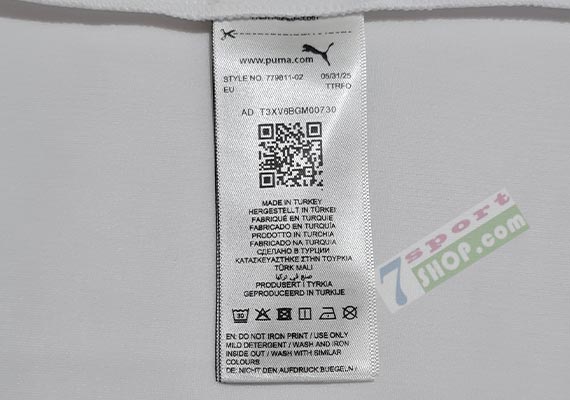 www.puma.com
STYLE NO. 779811-02 05/31/25
EU TTRFO
AD T3XV6BGM00730
MADE IN TURKEY
HERGESTELLT IN TÜRKEI
FABRIQUÉ EN TURQUIE
FABRICADO EN TURQUÍA
PRODOTTO IN TURCHIA
FABRICADO NA TURQUIA
СДЕЛАНО В ТУРЦИИ
ΚΑΤΑΣΚΕΥΑΣΤΗΚΕ ΣΤΗΝ ΤΟΥΡΚΙΑ
TÜRK MALI
صنع في تركيا
PRODUSERT I TYRKIA
GEPRODUCEERD IN TURKIJE
30
EN: DO NOT IRON PRINT / USE ONLY
MILD DETERGENT / WASH AND IRON
INSIDE OUT / WASH WITH SIMILAR
COLOURS
DE: NICHT DEN AUFDRUCK BUEGELN /
7sport
SHOP.com